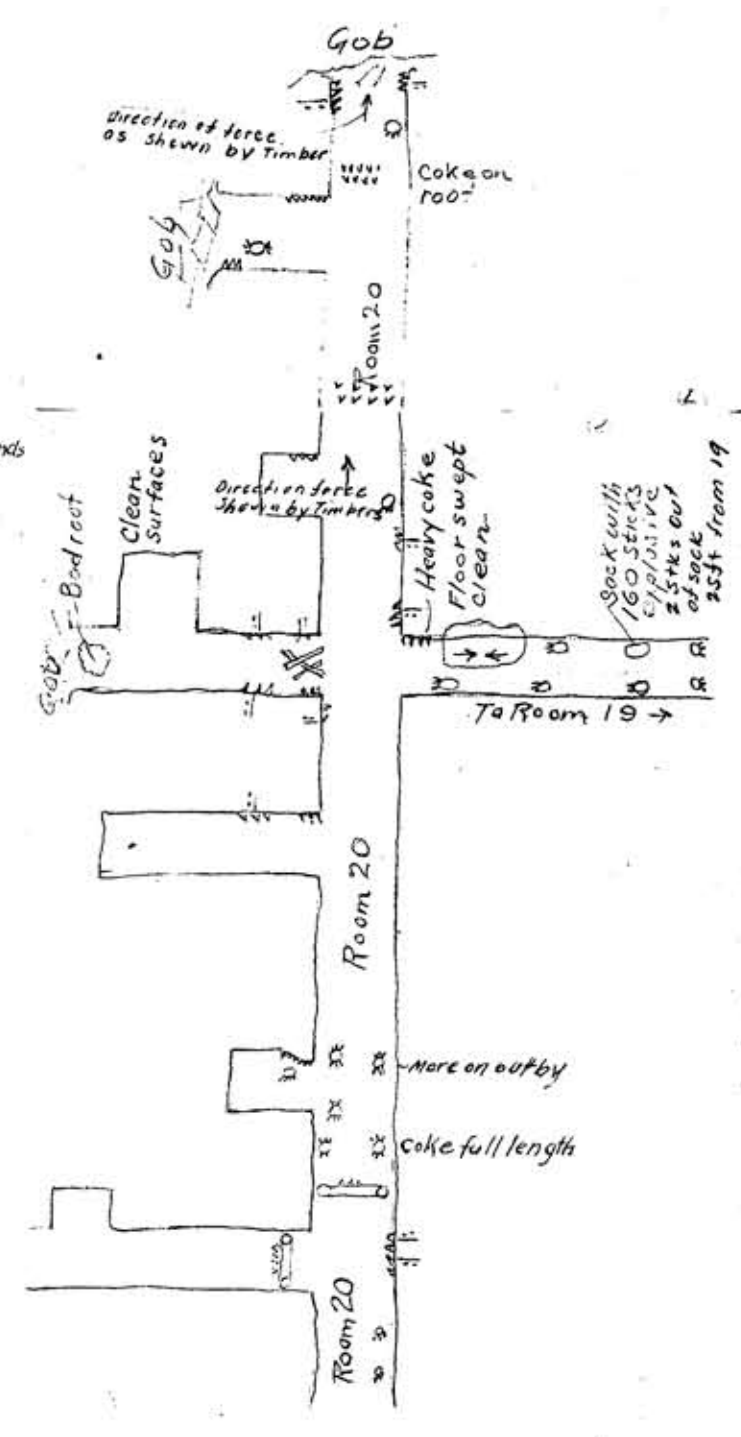 Gob
Direction of force
as Shown by Timber
Coke on
roof
Gob
Room 20
nds
Clean
surfaces
Bad roof
Gob
Direction force
Shown by Timbers
Heavy coke
Floor swept
clean
Sock with
160 sticks
explosive
2 stks out
of sock
25ft from 19
To Room 19 →
Room 20
More on outby
Coke full length
Room 20